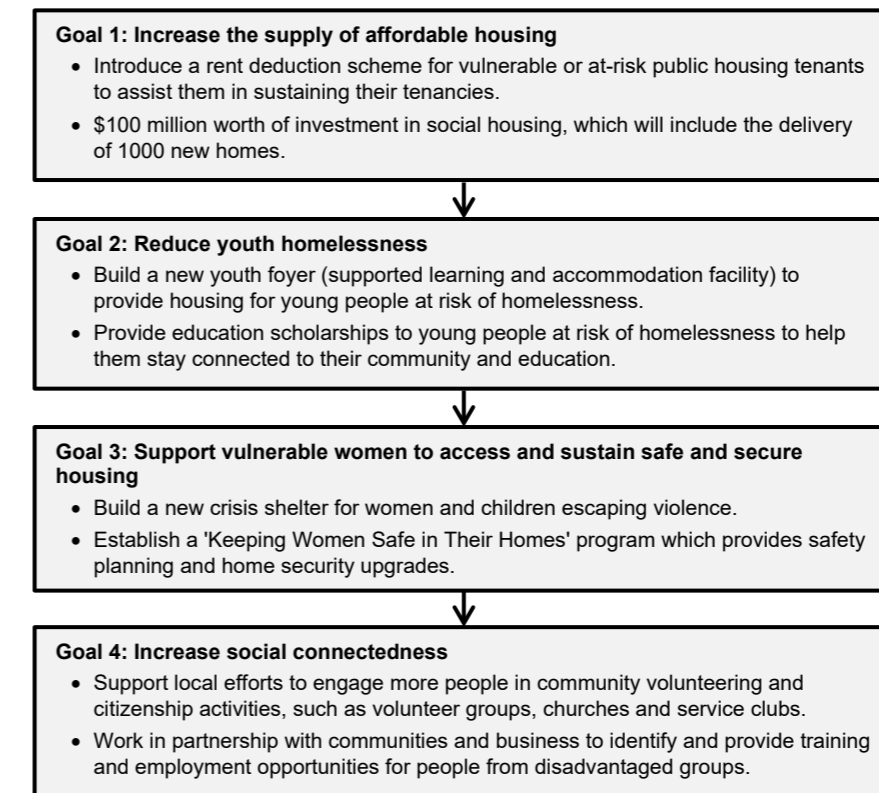 Goal 1: Increase the supply of affordable housing
• Introduce a rent deduction scheme for vulnerable or at-risk public housing tenants
to assist them in sustaining their tenancies.
• $100 million worth of investment in social housing, which will include the delivery
of 1000 new homes.
Goal 2: Reduce youth homelessness
• Build a new youth foyer (supported learning and accommodation facility) to
provide housing for young people at risk of homelessness.
• Provide education scholarships to young people at risk of homelessness to help
them stay connected to their community and education.
Goal 3: Support vulnerable women to access and sustain safe and secure
housing
• Build a new crisis shelter for women and children escaping violence.
• Establish a 'Keeping Women Safe in Their Homes' program which provides safety
planning and home security upgrades.
Goal 4: Increase social connectedness
• Support local efforts to engage more people in community volunteering and
citizenship activities, such as volunteer groups, churches and service clubs.
• Work in partnership with communities and business to identify and provide training
and employment opportunities for people from disadvantaged groups.